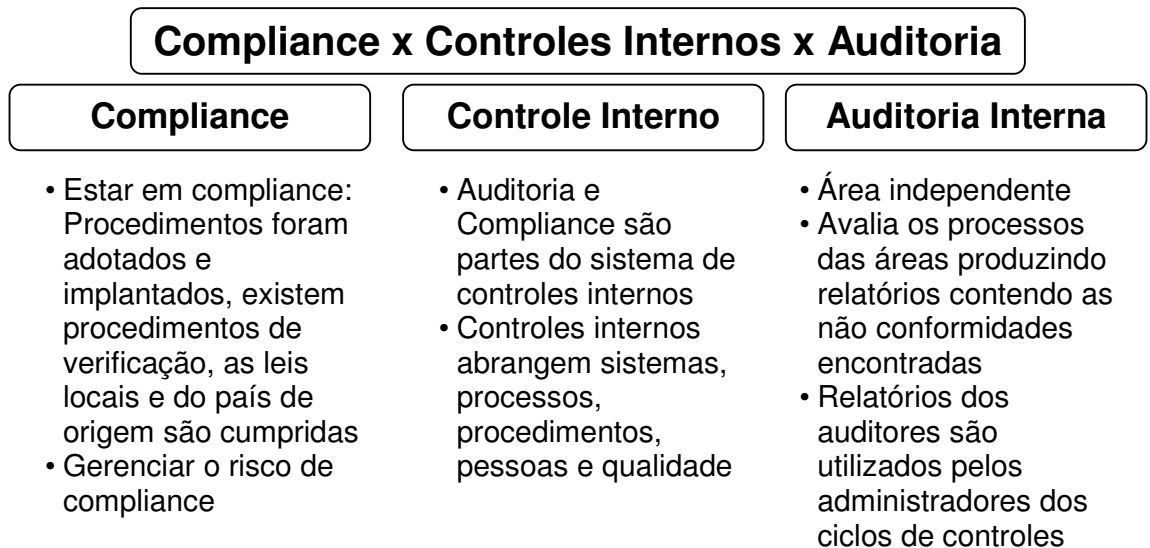 Compliance x Controles Internos x Auditoria
Compliance
• Estar em compliance:
Procedimentos foram
adotados e
implantados, existem
procedimentos de
verificação, as leis
locais e do país de
origem são cumpridas
• Gerenciar o risco de
compliance
Controle Interno
• Auditoria e
Compliance são
partes do sistema de
controles internos
• Controles internos
abrangem sistemas,
processos,
procedimentos,
pessoas e qualidade
Auditoria Interna
• Área independente
• Avalia os processos
das áreas produzindo
relatórios contendo as
não conformidades
encontradas
• Relatórios dos
auditores são
utilizados pelos
administradores dos
ciclos de controles